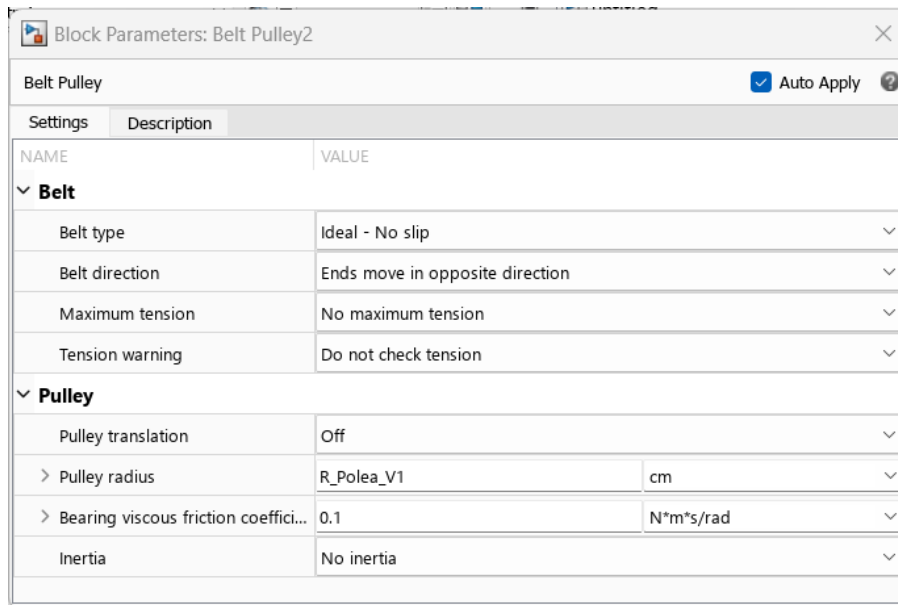 Block Parameters: Belt Pulley2
Belt Pulley
Auto Apply
?
Settings Description
NAME VALUE
Belt
Belt type Ideal - No slip
Belt direction Ends move in opposite direction
Maximum tension No maximum tension
Tension warning Do not check tension
Pulley
Pulley translation Off
Pulley radius R_Polea_V1 cm
Bearing viscous friction coeffici... 0.1 N*m*s/rad
Inertia No inertia